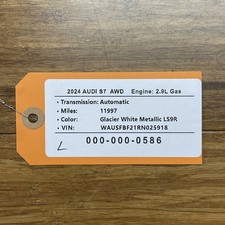 2024 AUDI S7 AWD Engine: 2.9L Gas
• Transmission: Automatic
• Miles: 11997
• Color: Glacier White Metallic LS9R
• VIN: WAUSFBF21RN025918
L
000-000-0586